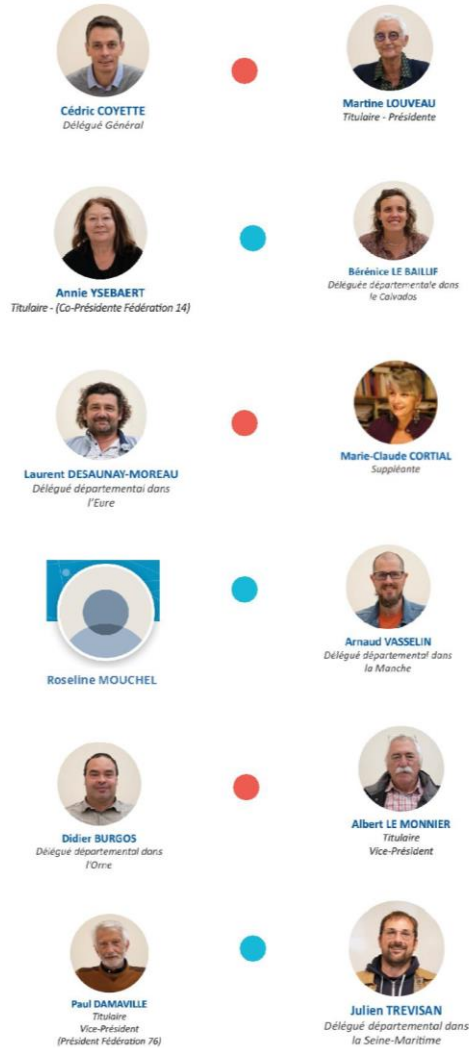 Cédric COYETTE
Délégué Général
Martine LOUVEAU
Titulaire - Présidente
Annie YSEBAERT
Titulaire - (Co-Présidente Fédération 14)
Bérénice LE BAILLIF
Déléguée départementale dans
le Calvados
Laurent DESAUNAY-MOREAU
Délégué départemental dans
l'Eure
Marie-Claude CORTIAL
Suppléante
Roseline MOUCHEL
Arnaud VASSELIN
Délégué départemental dans
la Manche
Didier BURGOS
Délégué départemental dans
l'Orne
Albert LE MONNIER
Titulaire
Vice-Président
Paul DAMAVILLE
Titulaire
Vice-Président
(Président Fédération 76)
Julien TREVISAN
Délégué départemental dans
la Seine-Maritime